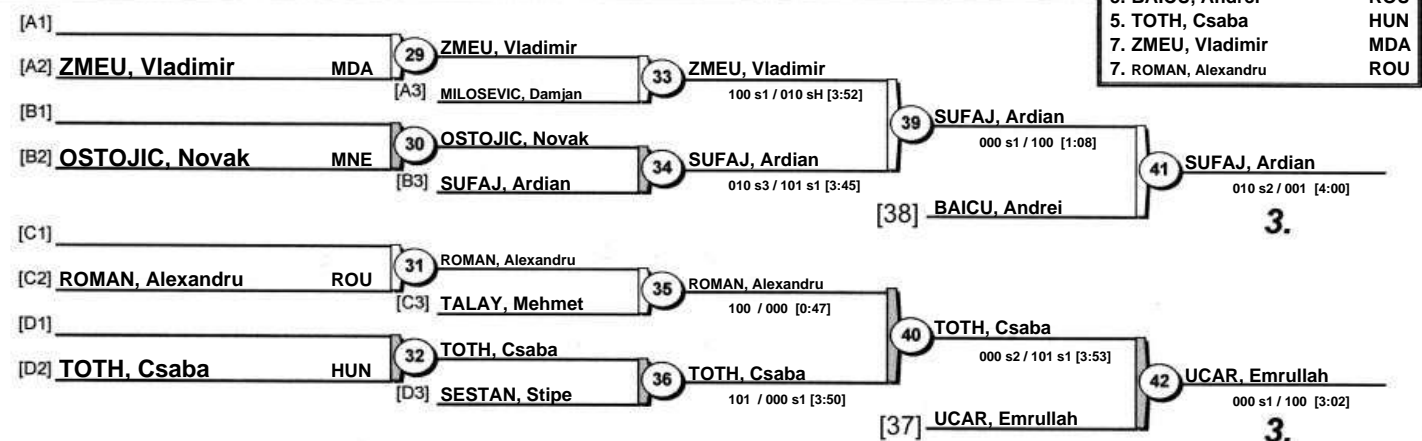 5. BAICU, Andrei ROU
5. TOTH, Csaba HUN
7. ZMEU, Vladimir MDA
7. ROMAN, Alexandru ROU
[A1]
[A2] ZMEU, Vladimir MDA
29
ZMEU, Vladimir
[A3] MILOSEVIC, Damjan
33
ZMEU, Vladimir
100 s1 / 010 sH [3:52]
[B1]
[B2] OSTOJIC, Novak MNE
30
OSTOJIC, Novak
[B3] SUFAJ, Ardian
34
SUFAJ, Ardian
010 s3 / 101 s1 [3:45]
39
SUFAJ, Ardian
000 s1 / 100 [1:08]
[38] BAICU, Andrei
41
SUFAJ, Ardian
010 s2 / 001 [4:00]
3.
[C1]
[C2] ROMAN, Alexandru ROU
31
ROMAN, Alexandru
[C3] TALAY, Mehmet
35
ROMAN, Alexandru
100 / 000 [0:47]
[D1]
[D2] TOTH, Csaba HUN
32
TOTH, Csaba
[D3] SESTAN, Stipe
36
TOTH, Csaba
101 / 000 s1 [3:50]
40
TOTH, Csaba
000 s2 / 101 s1 [3:53]
[37] UCAR, Emrullah
42
UCAR, Emrullah
000 s1 / 100 [3:02]
3.